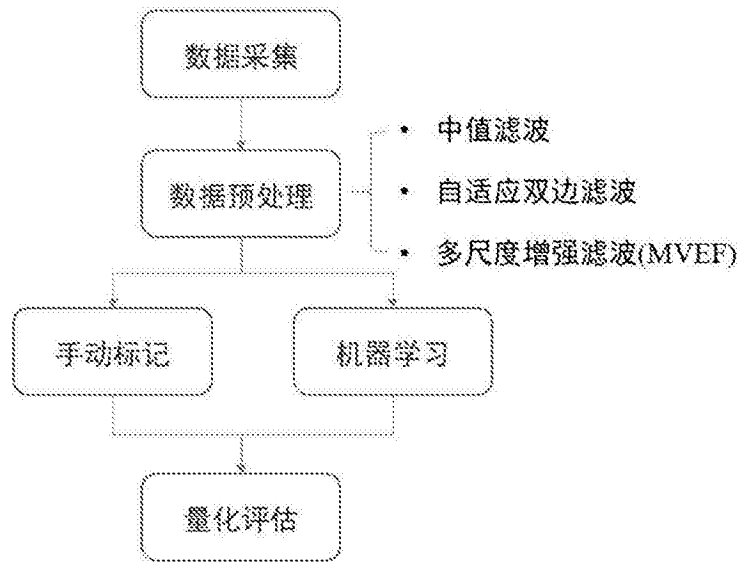 数据采集
数据预处理
• 中值滤波
• 自适应双边滤波
• 多尺度增强滤波(MVEF)
手动标记
机器学习
量化评估